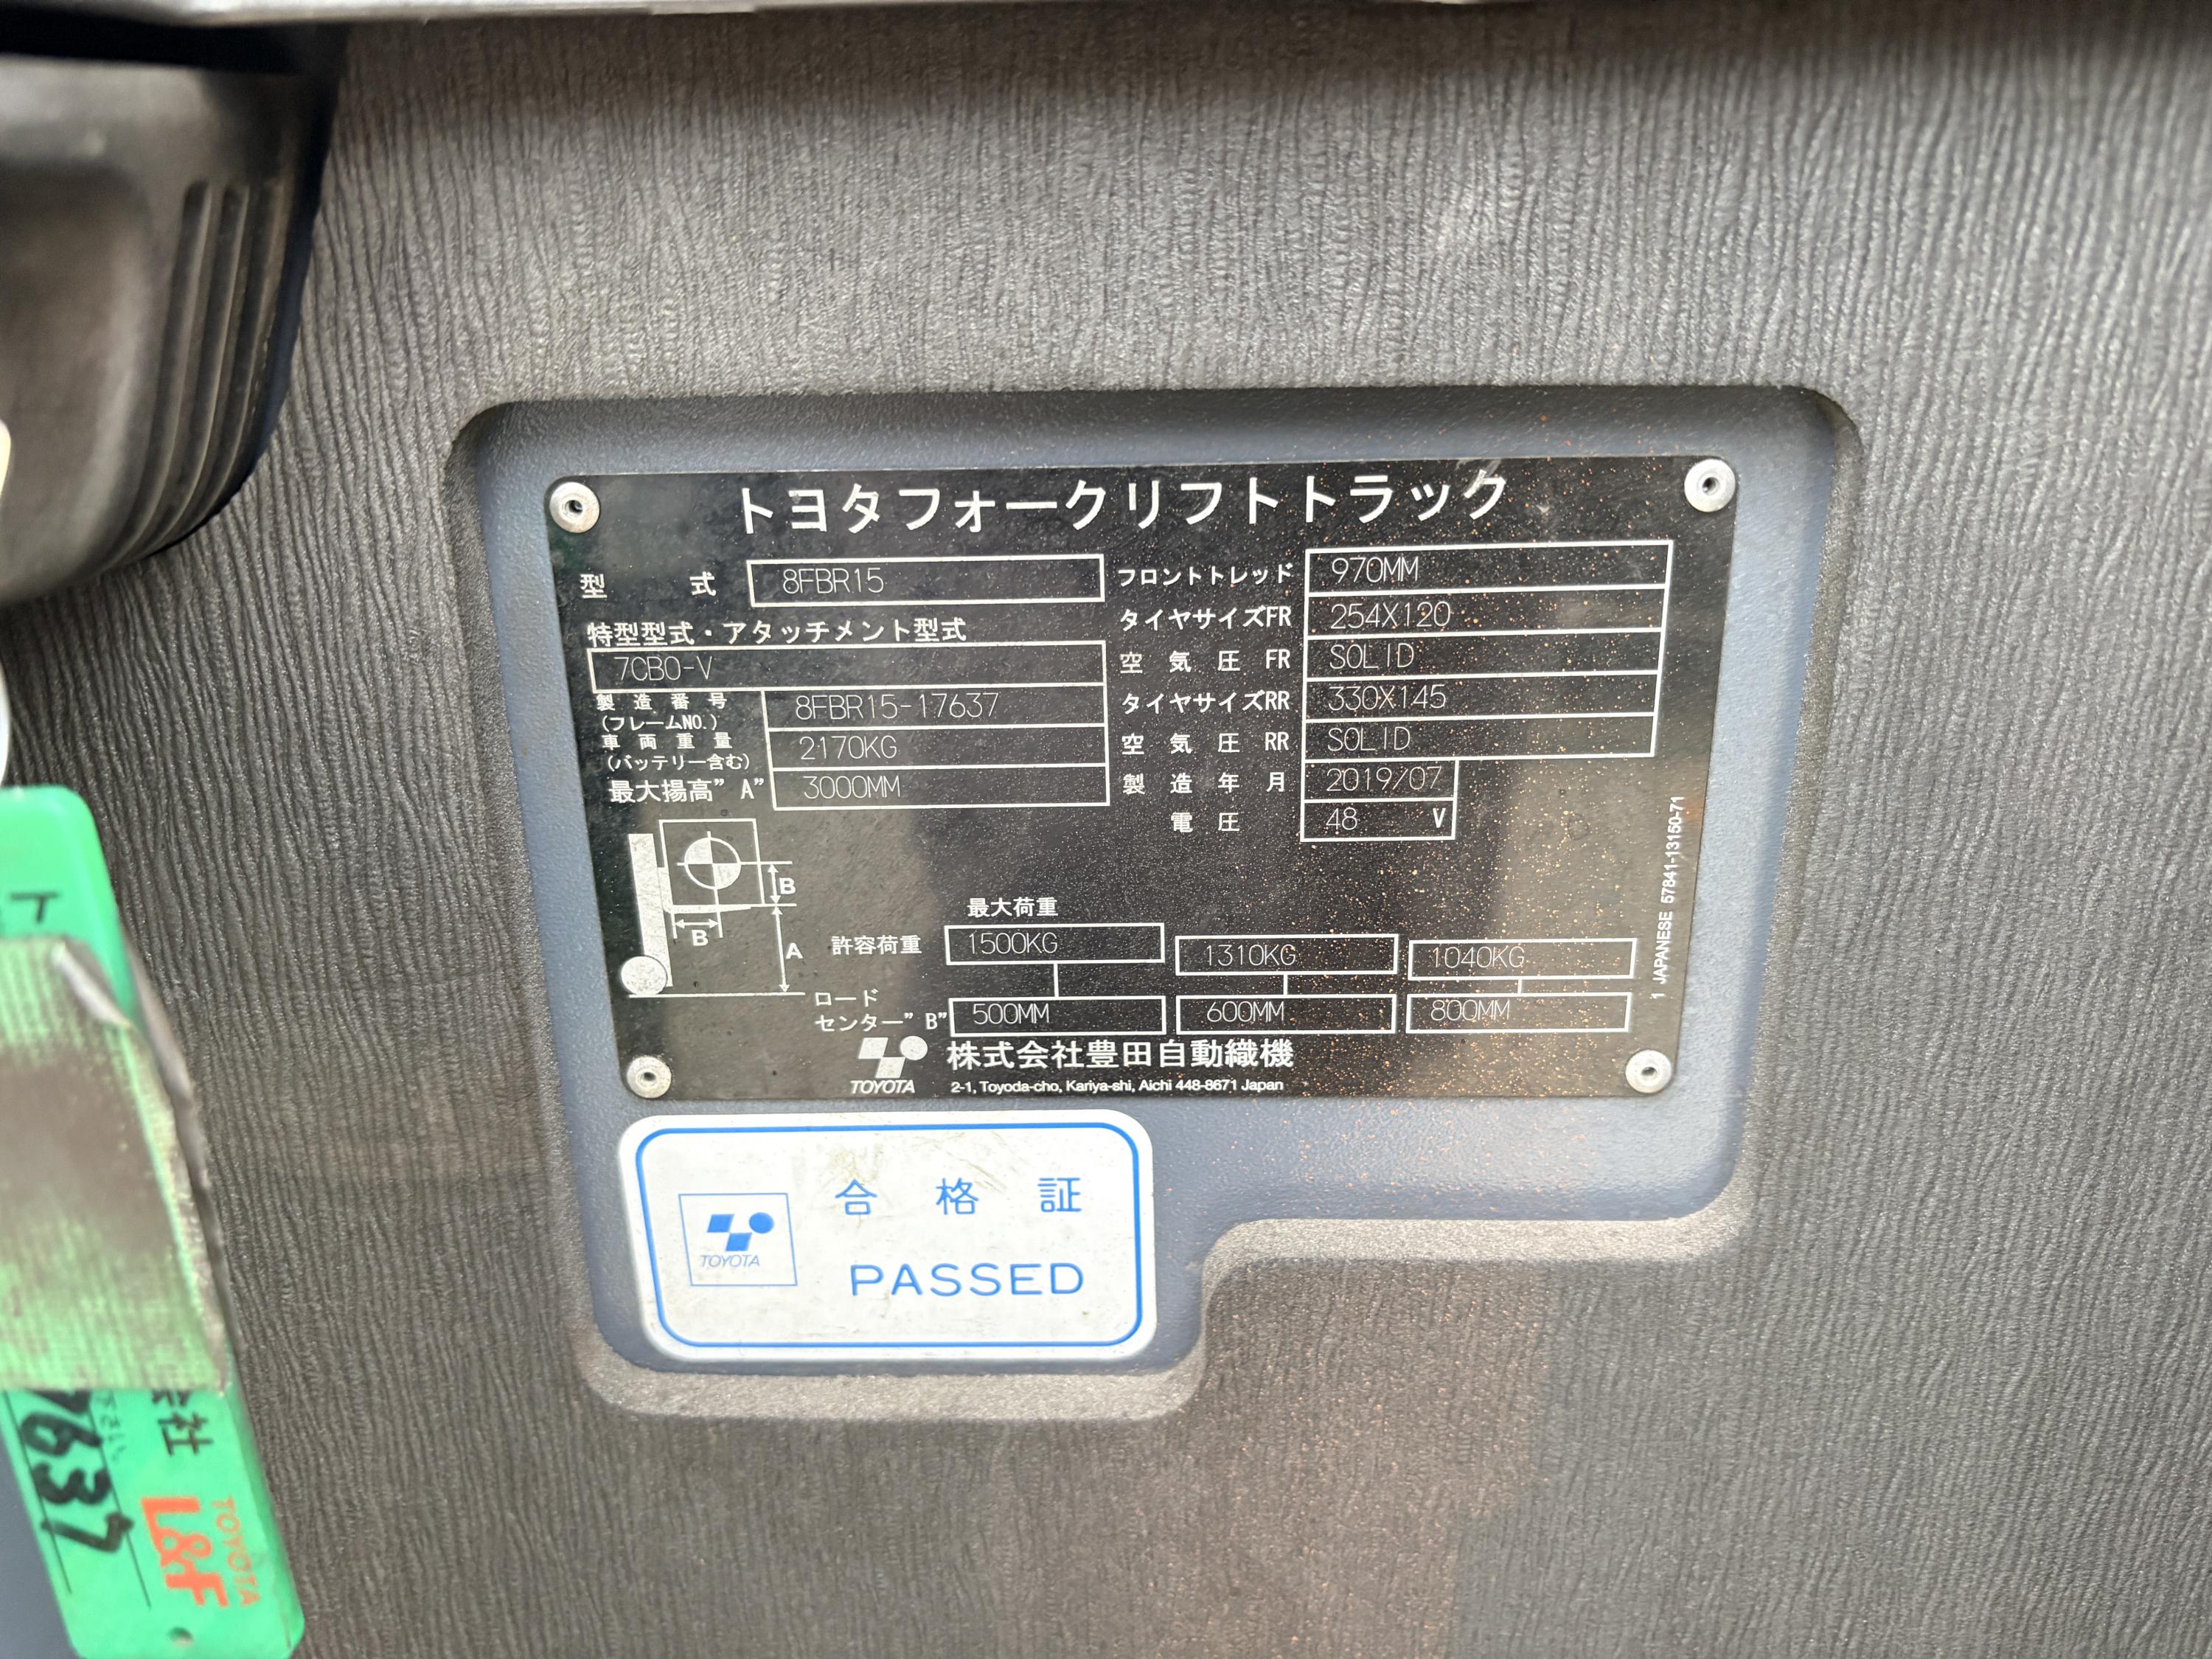 トヨタフォークリフトトラック
型式 8FBR15
特型型式・アタッチメント型式
7CB0-V
製造番号 8FBR15-17637
(フレームNO.)
車両重量 2170KG
(バッテリー含む)
最大揚高"A" 3000MM
フロントトレッド 970MM
タイヤサイズFR 254X120
空気圧 FR SOLID
タイヤサイズRR 330X145
空気圧 RR SOLID
製造年月 2019/07
電圧 48 V
B
B
A
最大荷重
許容荷重 1500KG 1310KG 1040KG
ロード
センター"B" 500MM 600MM 800MM
TOYOTA
株式会社豊田自動織機
2-1, Toyoda-cho, Kariya-shi, Aichi 448-8671 Japan
1 JAPANESE 57841-13150-71
TOYOTA
合格証
PASSED
ト
会社
7637
TOYOTA
L&F